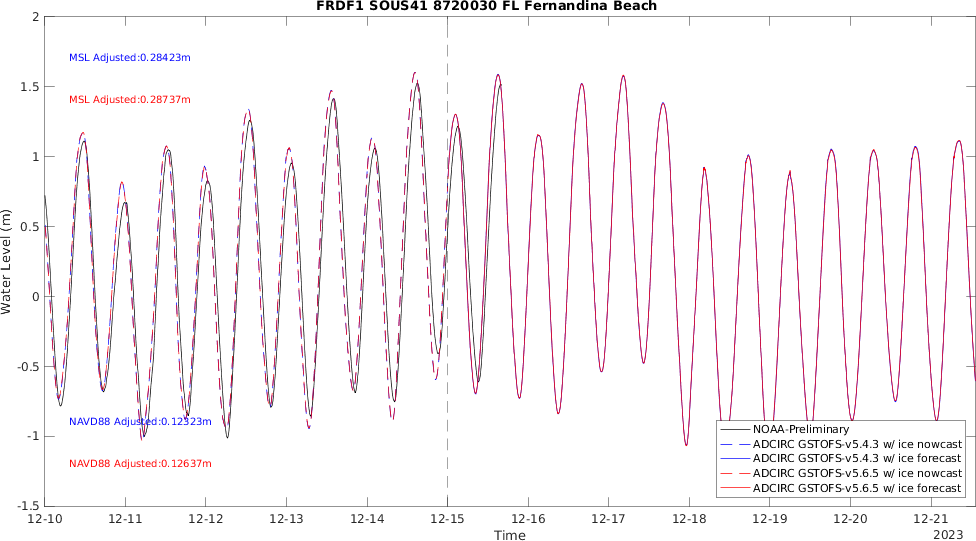 FRDF1 SOUS41 8720030 FL Fernandina Beach
2
1.5
1
0.5
0
-0.5
-1
-1.5
Water Level (m)
MSL Adjusted:0.28423m
MSL Adjusted:0.28737m
NAVD88 Adjusted:0.12323m
NAVD88 Adjusted:0.12637m
NOAA-Preliminary
ADCIRC GSTOFS-v5.4.3 w/ ice nowcast
ADCIRC GSTOFS-v5.4.3 w/ ice forecast
ADCIRC GSTOFS-v5.6.5 w/ ice nowcast
ADCIRC GSTOFS-v5.6.5 w/ ice forecast
12-10 12-11 12-12 12-13 12-14 12-15 12-16 12-17 12-18 12-19 12-20 12-21
Time
2023